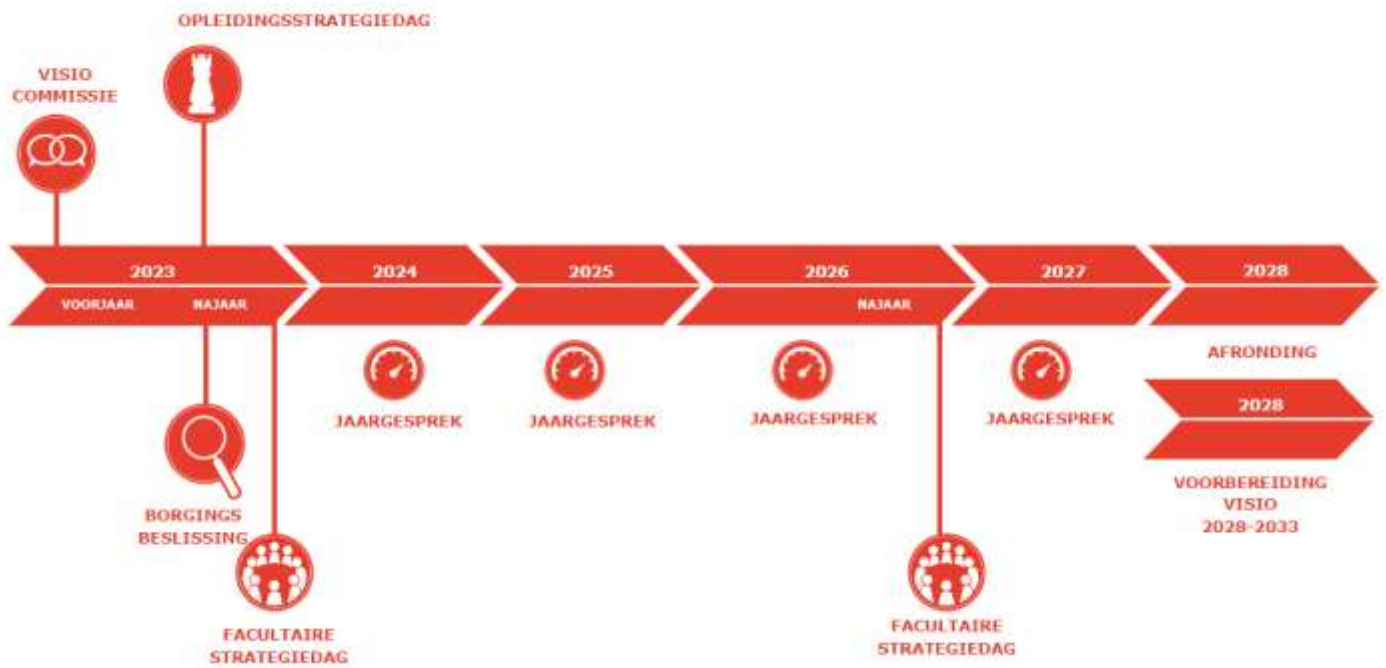 OPLEIDINGSSTRATEGIEDAG
VISIO
COMMISSIE
2023
2024
2025
2026
2027
2028
VOORJAAR
NAJAAR
NAJAAR
JAARGESPREK
JAARGESPREK
JAARGESPREK
JAARGESPREK
AFRONDING
2028
VOORBEREIDING
VISIO
2028-2033
BORGINGS
BESLISSING
FACULTAIRE
STRATEGIEDAG
FACULTAIRE
STRATEGIEDAG